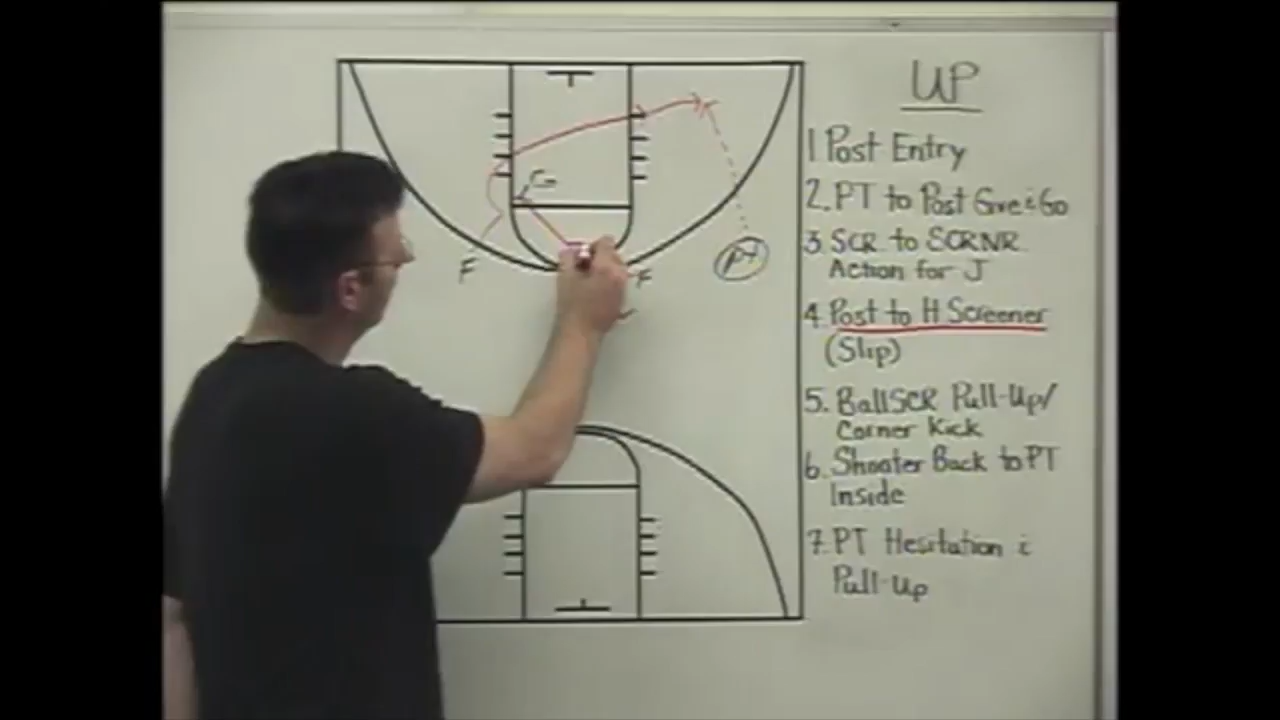 UP
1 Post Entry
2. PT to Post Give & Go
3 SCR to SCRNR
Action for J
4. Post to H Screener
(Slip)
5. BallSCR Pull-Up/
Corner Kick
6. Shooter Back to PT
Inside
7. PT Hesitation &
Pull-Up
G
F
F
PT